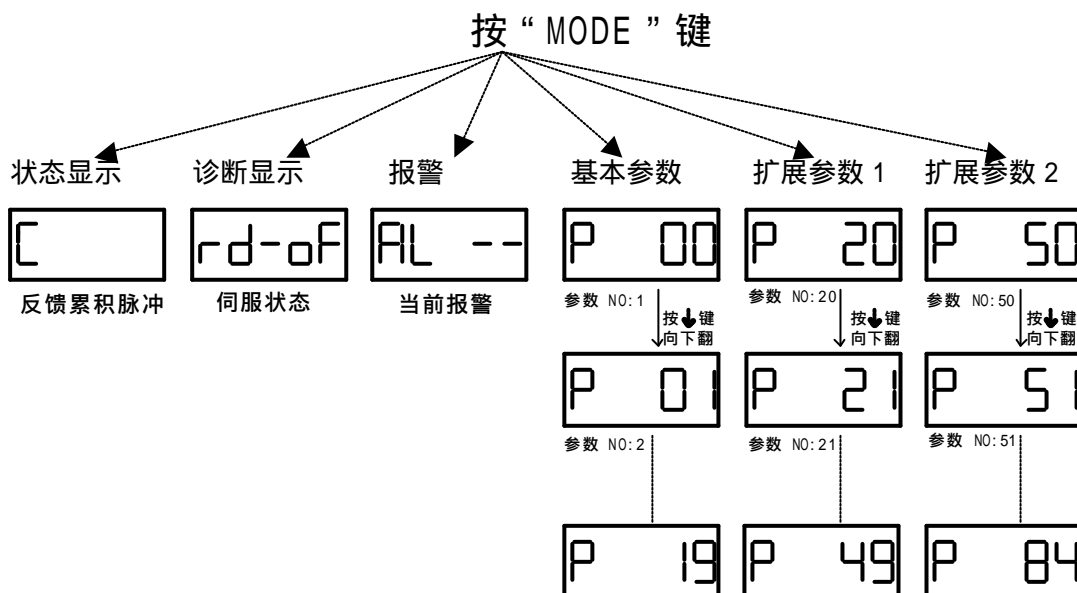 按“MODE”键
状态显示
诊断显示
报警
基本参数
扩展参数 1
扩展参数 2
C
rd-oF
AL --
P 00
P 20
P 50
反馈累积脉冲
伺服状态
当前报警
参数 NO:1
参数 NO:20
参数 NO:50
按↓键
向下翻
按↓键
向下翻
按↓键
向下翻
P 01
P 21
P 51
参数 NO:2
参数 NO:21
参数 NO:51
P 19
P 49
P 84